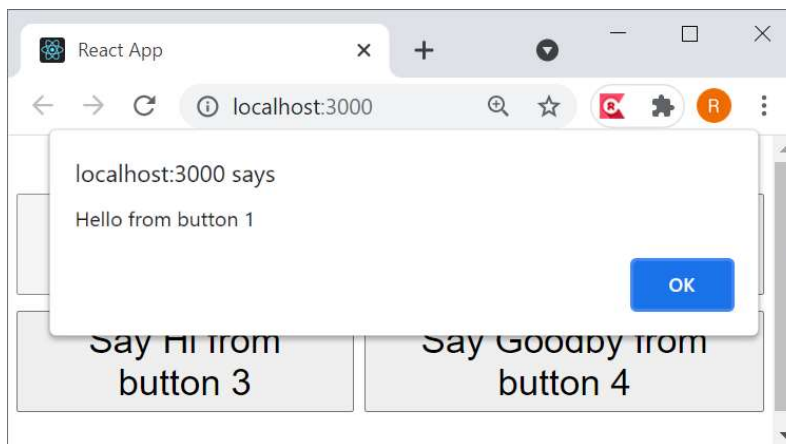 React App
localhost:3000
R
localhost:3000 says
Hello from button 1
OK
Say Hi from
button 3
Say Goodby from
button 4